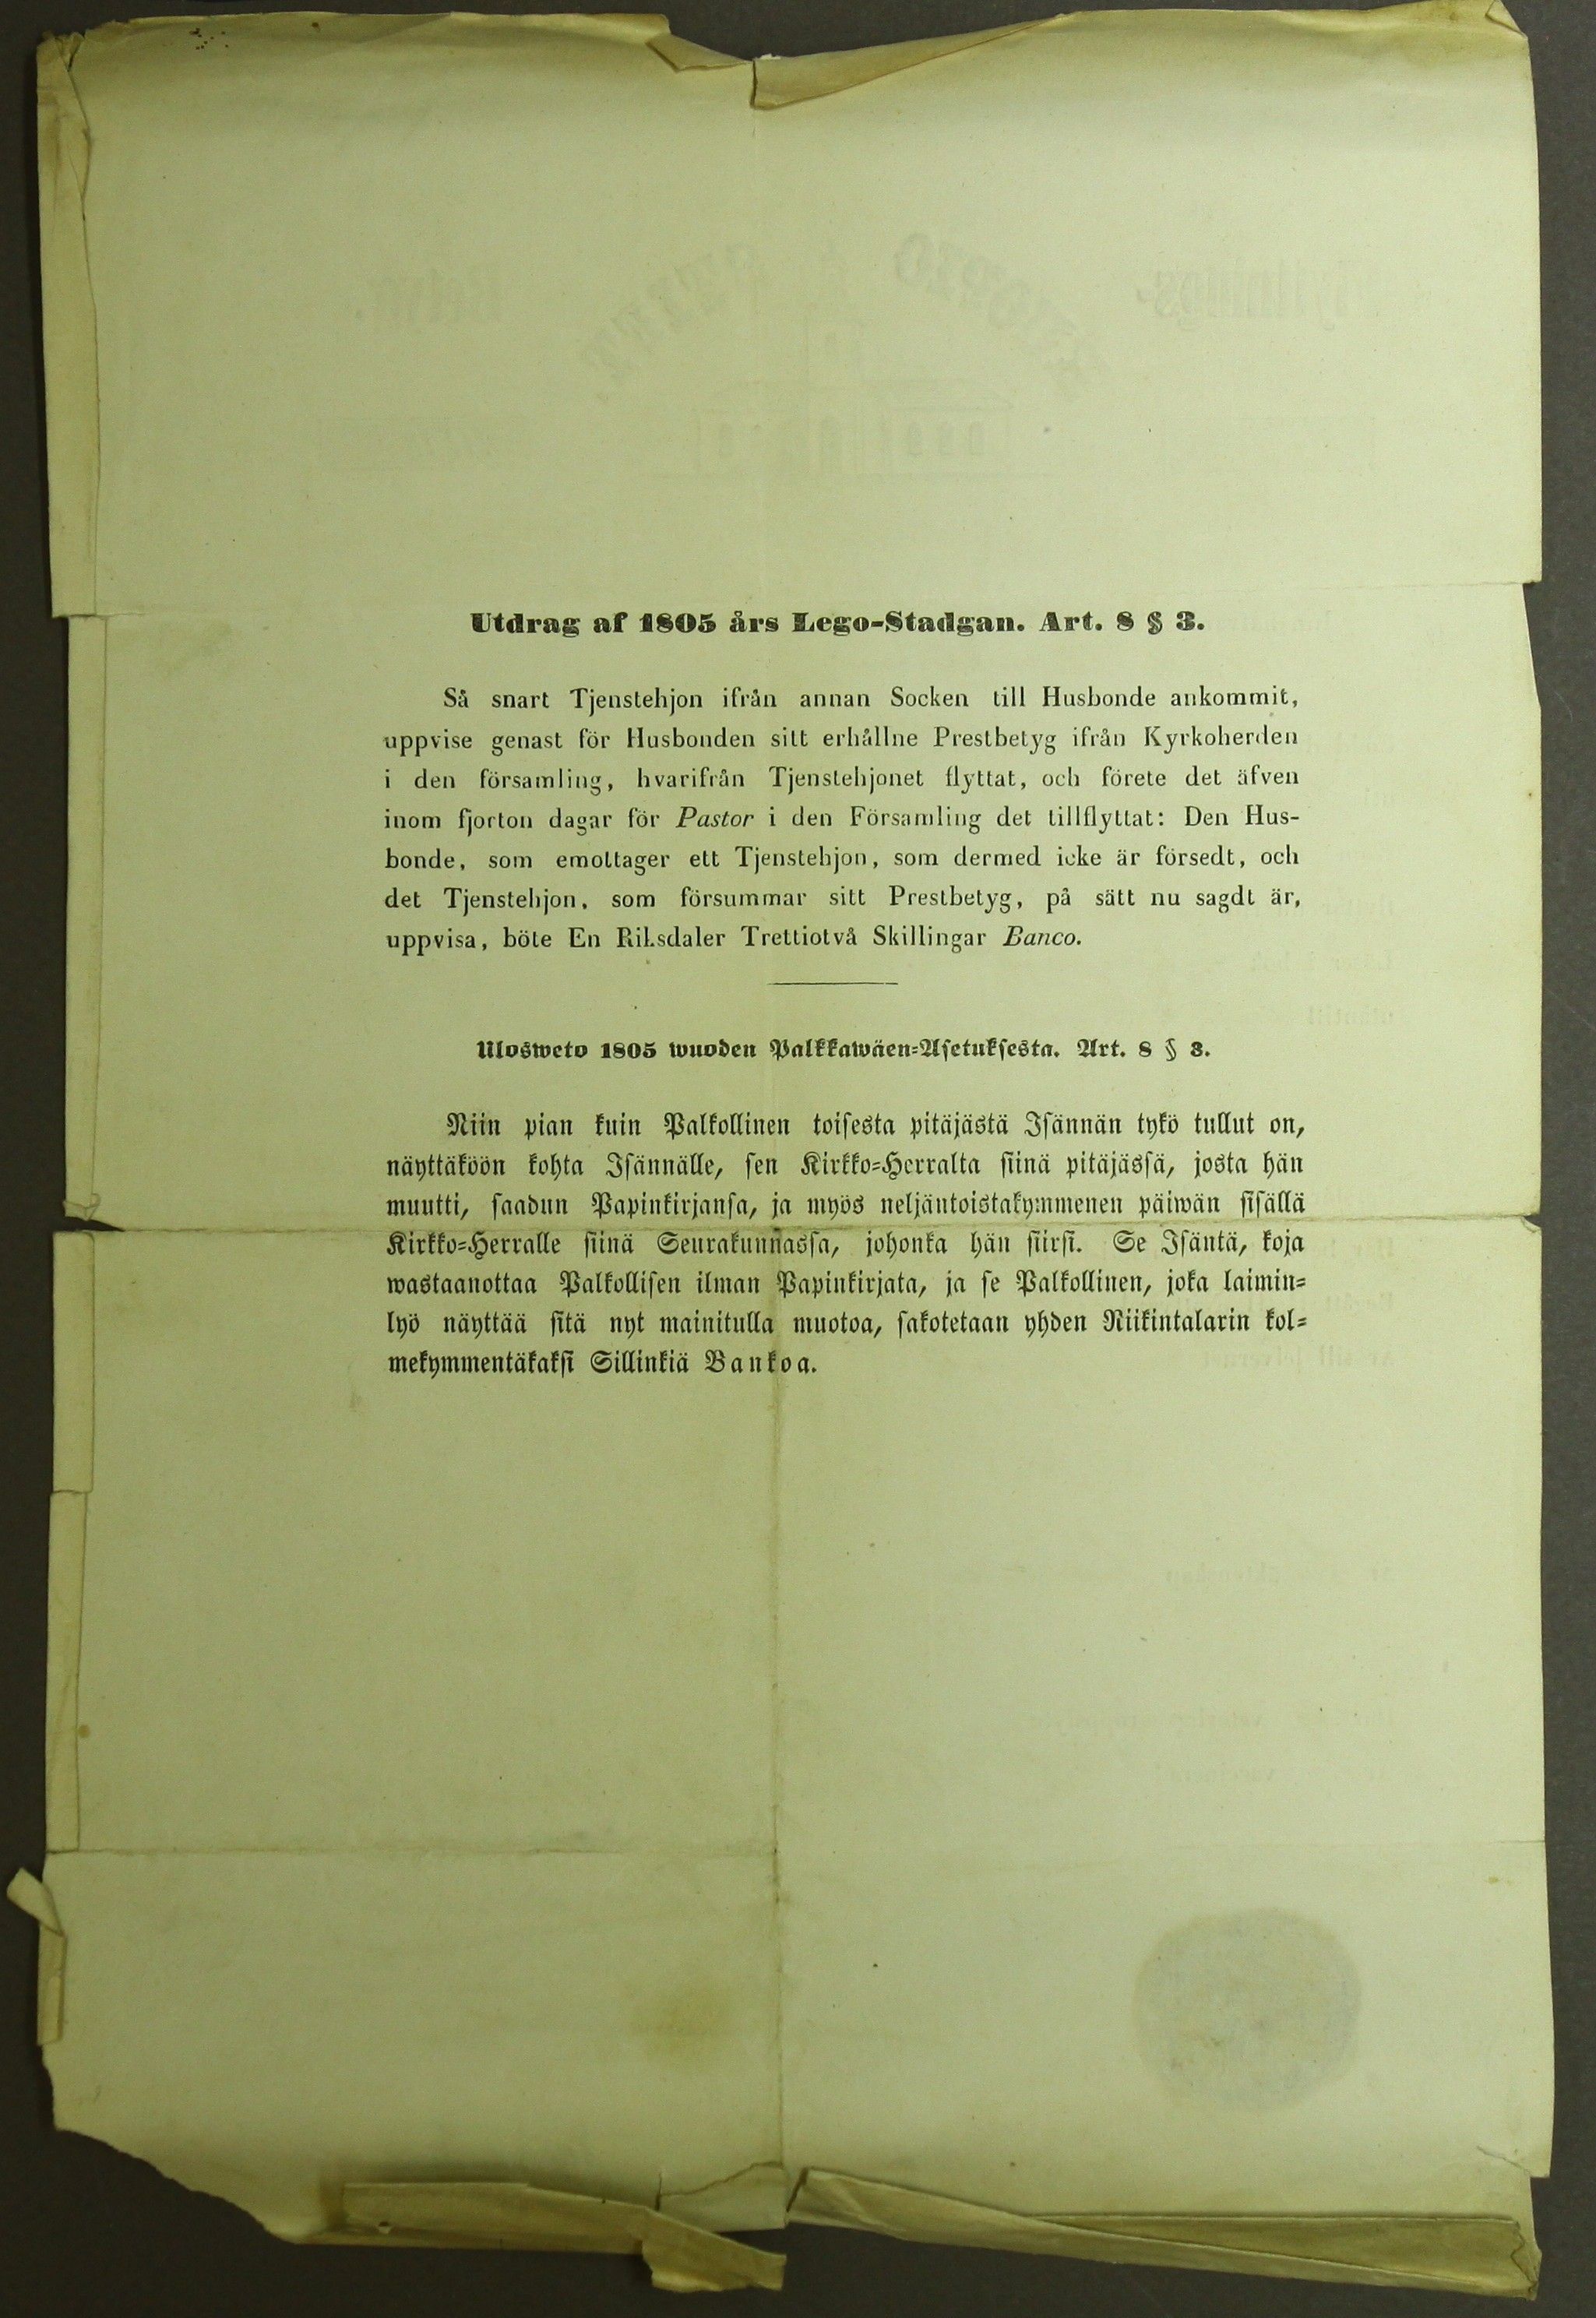 Utdrag af 1805 års Lego-Stadgan. Art. 8 § 3.
Så snart Tjenstehjon ifrån annan Socken till Husbonde ankommit,
uppvise genast för Husbonden sitt erhållne Prestbetyg ifrån Kyrkoherden
i den församling, hvarifrån Tjenstehjonet flyttat, och förete det äfven
inom fjorton dagar för Pastor i den Församling det tillflyttat: Den Hus-
bonde, som emottager ett Tjenstehjon, som dermed icke är försedt, och
det Tjenstehjon, som försummar sitt Prestbetyg, på sätt nu sagdt är,
uppvisa, böte En Riksdaler Trettiotvå Skillingar Banco.
Ulosweto 1805 wuoden Palkkawäen-Asetuksesta. Art. 8 § 3.
Niin pian kuin Palkollinen toisesta pitäjästä Isännän tykö tullut on,
näyttäköön kohta Isännälle, sen Kirkko-Herralta siinä pitäjässä, josta hän
muutti, saadun Papinkirjansa, ja myös neljäntoistakymmenen päiwän sisällä
Kirkko-Herralle siinä Seurakunnassa, johonka hän siirsi. Se Isäntä, koja
wastaanottaa Palkollisen ilman Papinkirjata, ja se Palkollinen, joka laimin-
lyö näyttää sitä nyt mainitulla muotoa, sakotetaan yhden Riikintalarin kol-
mekymmentäkaksi Sillinkiä Bankoa.